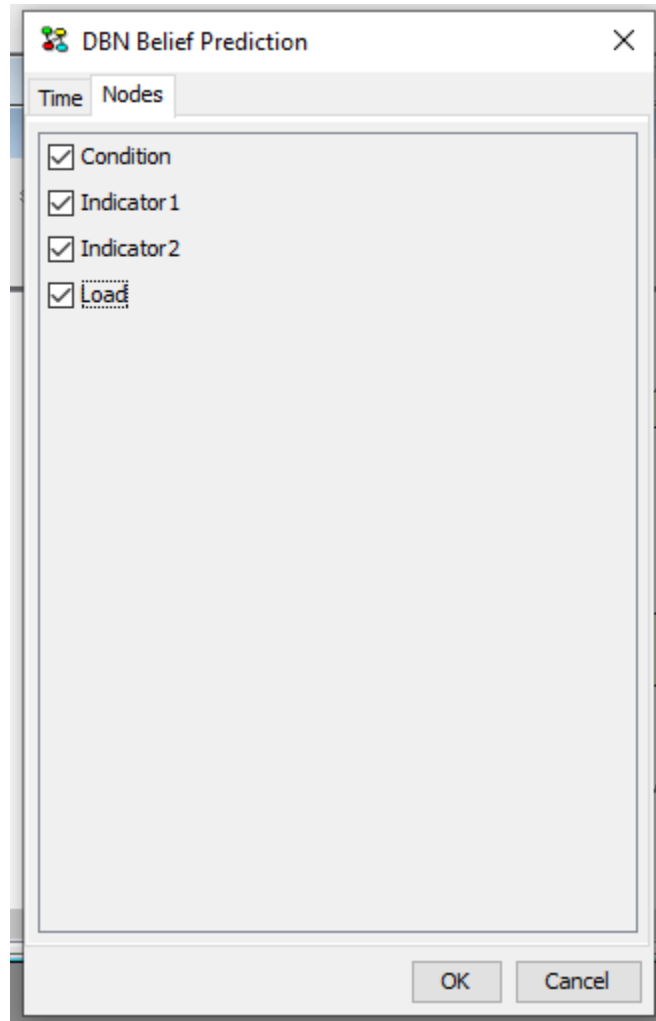 DBN Belief Prediction
Time Nodes
Condition
Indicator1
Indicator2
Load
OK Cancel